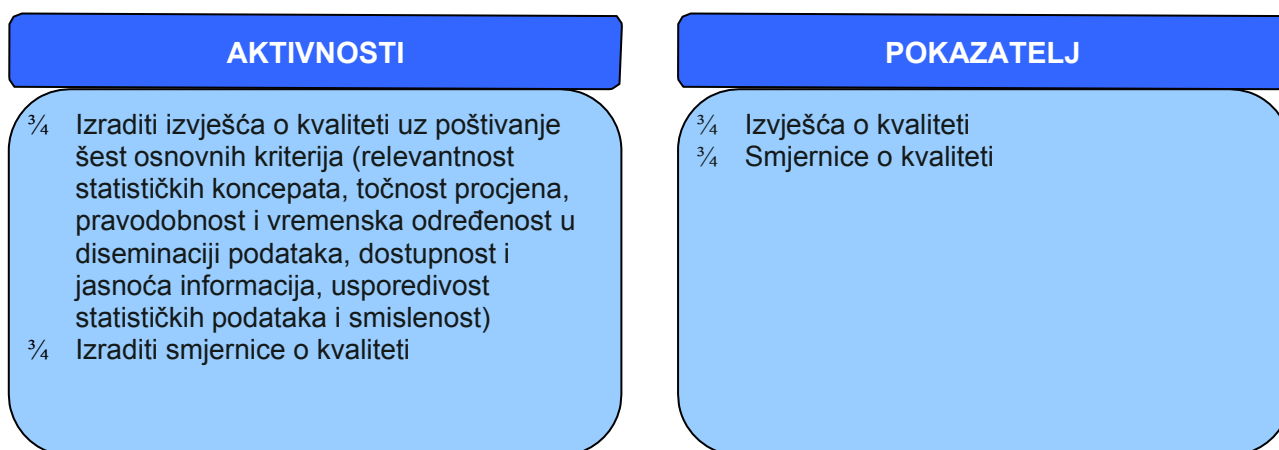 AKTIVNOSTI
¾ Izraditi izvješća o kvaliteti uz poštivanje
šest osnovnih kriterija (relevantnost
statističkih koncepata, točnost procjena,
pravodobnost i vremenska određenost u
diseminaciji podataka, dostupnost i
jasnoća informacija, usporedivost
statističkih podataka i smislenost)
¾ Izraditi smjernice o kvaliteti
POKAZATELJ
¾ Izvješća o kvaliteti
¾ Smjernice o kvaliteti